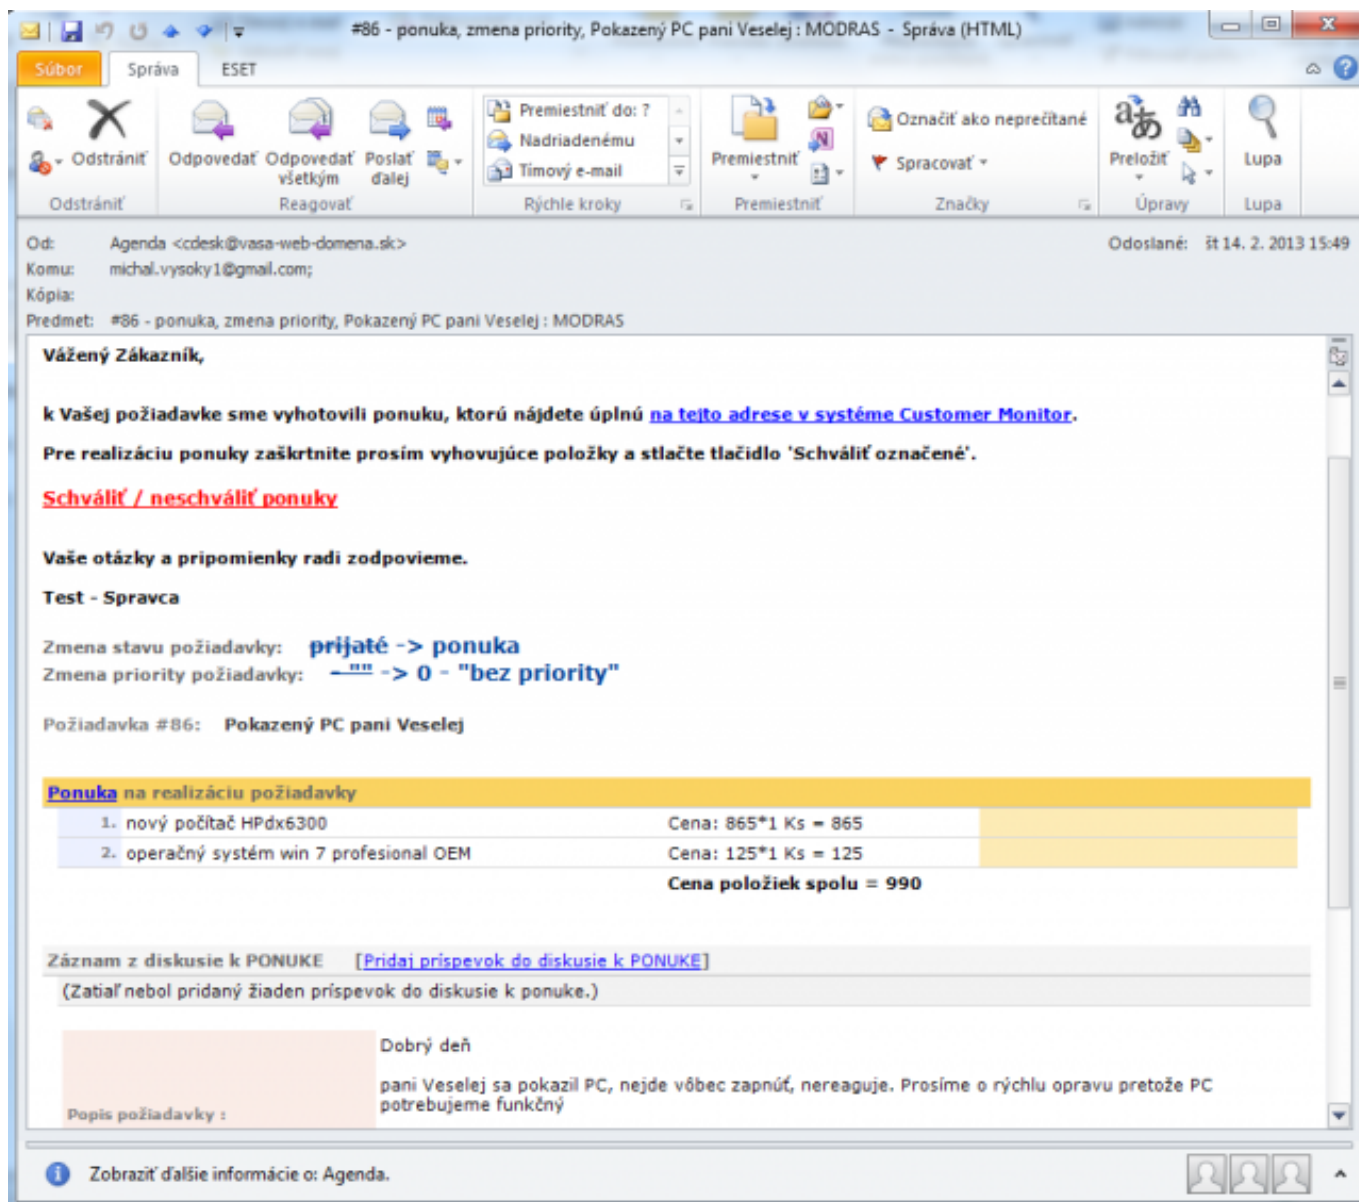 #86 - ponuka, zmena priority, Pokazený PC pani Veselej : MODRAS - Správa (HTML)
Súbor Správa ESET
Odstrániť
Odpovedať Odpovedať všetkým Poslať ďalej
Premiestniť do: ?
Nadriadenému
Tímový e-mail
Premiestniť
Označiť ako neprečítané
Spracovať
Preložiť
Lupa
Odstrániť Reagovať Rýchle kroky Premiestniť Značky Úpravy Lupa
Od: Agenda <cdesk@vasa-web-domena.sk> Odoslané: št 14. 2. 2013 15:49
Komu: michal.vysoky1@gmail.com;
Kópia:
Predmet: #86 - ponuka, zmena priority, Pokazený PC pani Veselej : MODRAS
Vážený Zákazník,
k Vašej požiadavke sme vyhotovili ponuku, ktorú nájdete úplnú na tejto adrese v systéme Customer Monitor.
Pre realizáciu ponuky zaškrtnite prosím vyhovujúce položky a stlačte tlačidlo 'Schváliť označené'.
Schváliť / neschváliť ponuky
Vaše otázky a pripomienky radi zodpovieme.
Test - Spravca
Zmena stavu požiadavky: prijaté -> ponuka
Zmena priority požiadavky: - "" -> 0 - "bez priority"
Požiadavka #86: Pokazený PC pani Veselej
Ponuka na realizáciu požiadavky
1. nový počítač HPdx6300 Cena: 865*1 Ks = 865
2. operačný systém win 7 profesional OEM Cena: 125*1 Ks = 125
Cena položiek spolu = 990
Záznam z diskusie k PONUKE [Pridaj príspevok do diskusie k PONUKE]
(Zatiaľ nebol pridaný žiaden príspevok do diskusie k ponuke.)
Dobrý deň
pani Veselej sa pokazil PC, nejde vôbec zapnúť, nereaguje. Prosíme o rýchlu opravu pretože PC
potrebujeme funkčný
Popis požiadavky :
Zobraziť ďalšie informácie o: Agenda.